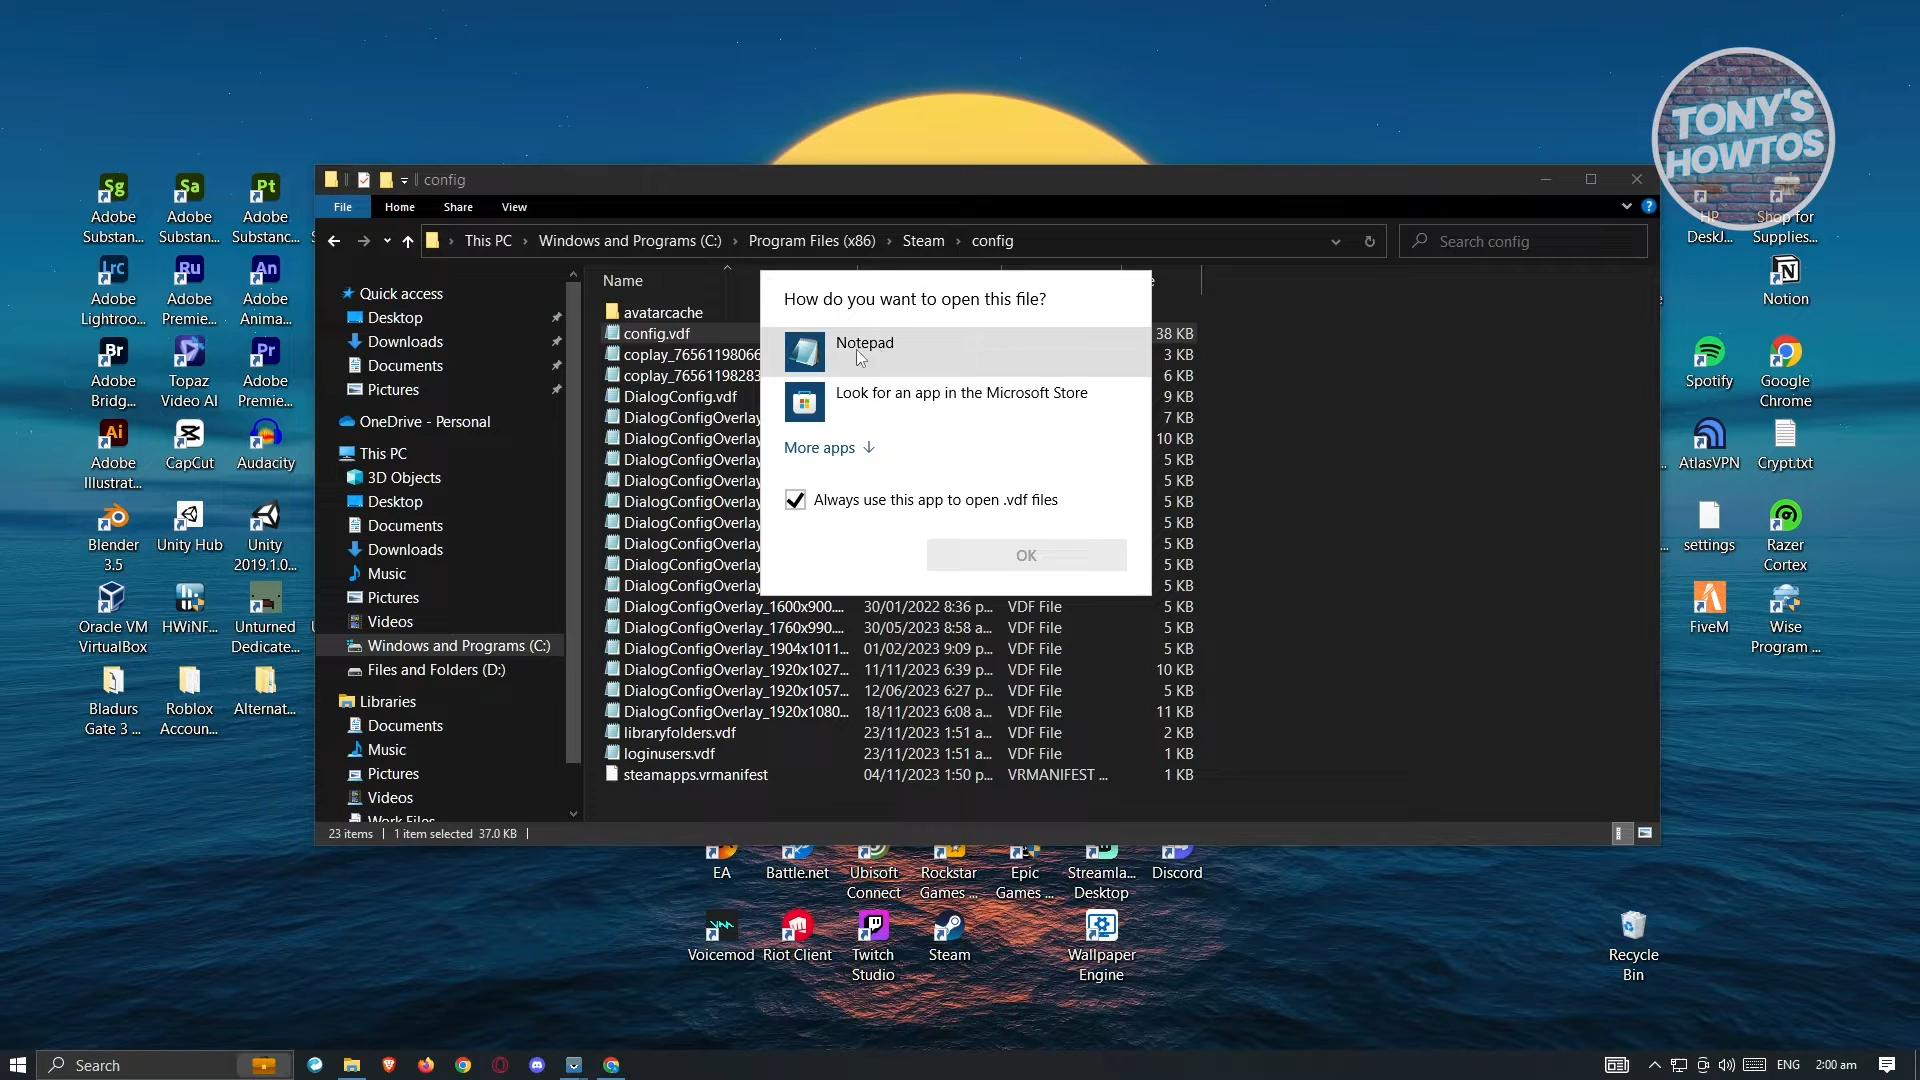 TONY'S
HOWTOS
config
File
Home
Share
View
This PC
Windows and Programs (C:)
Program Files (x86)
Steam
config
Search config
Quick access
Desktop
Downloads
Documents
Pictures
OneDrive - Personal
This PC
3D Objects
Desktop
Documents
Downloads
Music
Pictures
Videos
Windows and Programs (C:)
Files and Folders (D:)
Libraries
Documents
Music
Pictures
Videos
Work Files
Name
avatarcache
config.vdf 38 KB
coplay_76561198066 3 KB
coplay_76561198283 6 KB
DialogConfig.vdf 9 KB
DialogConfigOverlay 7 KB
DialogConfigOverlay 10 KB
DialogConfigOverlay 5 KB
DialogConfigOverlay 5 KB
DialogConfigOverlay 5 KB
DialogConfigOverlay 5 KB
DialogConfigOverlay 5 KB
DialogConfigOverlay 5 KB
DialogConfigOverlay 5 KB
DialogConfigOverlay_1600x900.... 30/01/2022 8:36 p... VDF File 5 KB
DialogConfigOverlay_1760x990.... 30/05/2023 8:58 a... VDF File 5 KB
DialogConfigOverlay_1904x1011... 01/02/2023 9:09 p... VDF File 5 KB
DialogConfigOverlay_1920x1027... 11/11/2023 6:39 p... VDF File 10 KB
DialogConfigOverlay_1920x1057... 12/06/2023 6:27 p... VDF File 5 KB
DialogConfigOverlay_1920x1080... 18/11/2023 6:08 a... VDF File 11 KB
libraryfolders.vdf 23/11/2023 1:51 a... VDF File 2 KB
loginusers.vdf 23/11/2023 1:51 a... VDF File 1 KB
steamapps.vrmanifest 04/11/2023 1:50 p... VRMANIFEST ... 1 KB
23 items
1 item selected 37.0 KB
How do you want to open this file?
Notepad
Look for an app in the Microsoft Store
More apps
Always use this app to open .vdf files
OK
Adobe Substan...
Adobe Substan...
Adobe Substanc...
Adobe Lightroo...
Adobe Premie...
Adobe Anima...
Adobe Bridg...
Topaz Video AI
Adobe Premie...
Adobe Illustrat...
CapCut
Audacity
Blender 3.5
Unity Hub
Unity 2019.1.0...
Oracle VM VirtualBox
HWiNF...
Unturned Dedicate...
Bladurs Gate 3 ...
Roblox Accoun...
Alternat...
HP DeskJ...
Shop for Supplies...
Notion
Spotify
Google Chrome
AtlasVPN
Crypt.txt
settings
Razer Cortex
FiveM
Wise Program ...
EA
Battle.net
Ubisoft Connect
Rockstar Games ...
Epic Games ...
Streamla... Desktop
Discord
Voicemod
Riot Client
Twitch Studio
Steam
Wallpaper Engine
Recycle Bin
Search
ENG
2:00 am